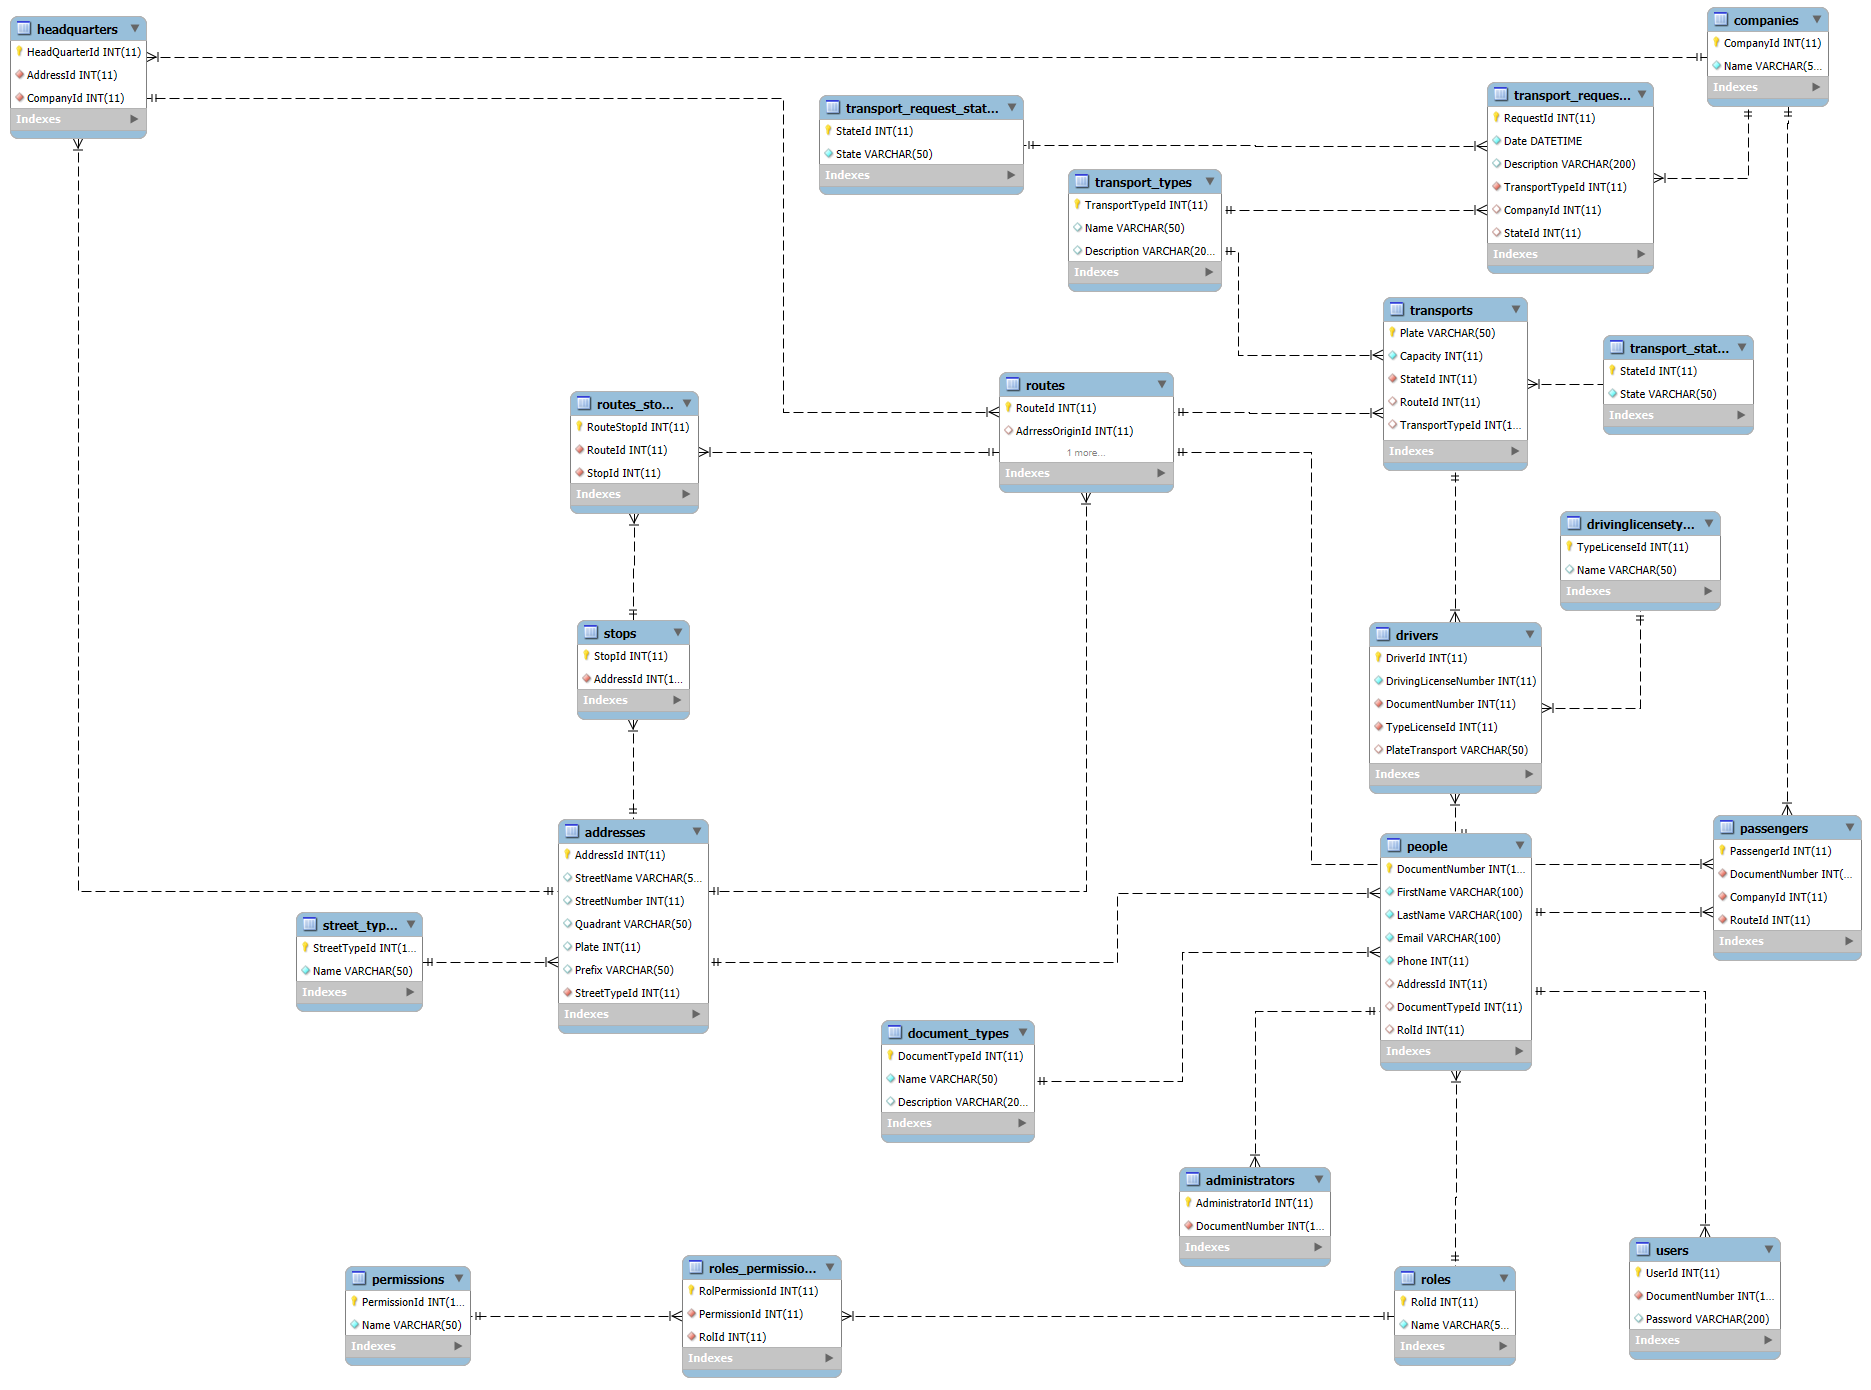 headquarters
HeadQuarterId INT(11)
AddressId INT(11)
CompanyId INT(11)
Indexes
companies
CompanyId INT(11)
Name VARCHAR(5...
Indexes
transport_request_stat...
StateId INT(11)
State VARCHAR(50)
Indexes
transport_reques...
RequestId INT(11)
Date DATETIME
Description VARCHAR(200)
TransportTypeId INT(11)
CompanyId INT(11)
StateId INT(11)
Indexes
transport_types
TransportTypeId INT(11)
Name VARCHAR(50)
Description VARCHAR(20...
Indexes
transports
Plate VARCHAR(50)
Capacity INT(11)
StateId INT(11)
RouteId INT(11)
TransportTypeId INT(1...
Indexes
transport_stat...
StateId INT(11)
State VARCHAR(50)
Indexes
routes
RouteId INT(11)
AdrressOriginId INT(11)
1 more...
Indexes
routes_sto...
RouteStopId INT(11)
RouteId INT(11)
StopId INT(11)
Indexes
drivinglicensety...
TypeLicenseId INT(11)
Name VARCHAR(50)
Indexes
stops
StopId INT(11)
AddressId INT(1...
Indexes
drivers
DriverId INT(11)
DrivingLicenseNumber INT(11)
DocumentNumber INT(11)
TypeLicenseId INT(11)
PlateTransport VARCHAR(50)
Indexes
addresses
AddressId INT(11)
StreetName VARCHAR(5...
StreetNumber INT(11)
Quadrant VARCHAR(50)
Plate INT(11)
Prefix VARCHAR(50)
StreetTypeId INT(11)
Indexes
people
DocumentNumber INT(1...
FirstName VARCHAR(100)
LastName VARCHAR(100)
Email VARCHAR(100)
Phone INT(11)
AddressId INT(11)
DocumentTypeId INT(11)
RolId INT(11)
Indexes
passengers
PassengerId INT(11)
DocumentNumber INT(...
CompanyId INT(11)
RouteId INT(11)
Indexes
street_typ...
StreetTypeId INT(1...
Name VARCHAR(50)
Indexes
document_types
DocumentTypeId INT(11)
Name VARCHAR(50)
Description VARCHAR(20...
Indexes
administrators
AdministratorId INT(11)
DocumentNumber INT(1...
Indexes
users
UserId INT(11)
DocumentNumber INT(1...
Password VARCHAR(200)
Indexes
permissions
PermissionId INT(1...
Name VARCHAR(50)
Indexes
roles_permissio...
RolPermissionId INT(11)
PermissionId INT(11)
RolId INT(11)
Indexes
roles
RolId INT(11)
Name VARCHAR(5...
Indexes